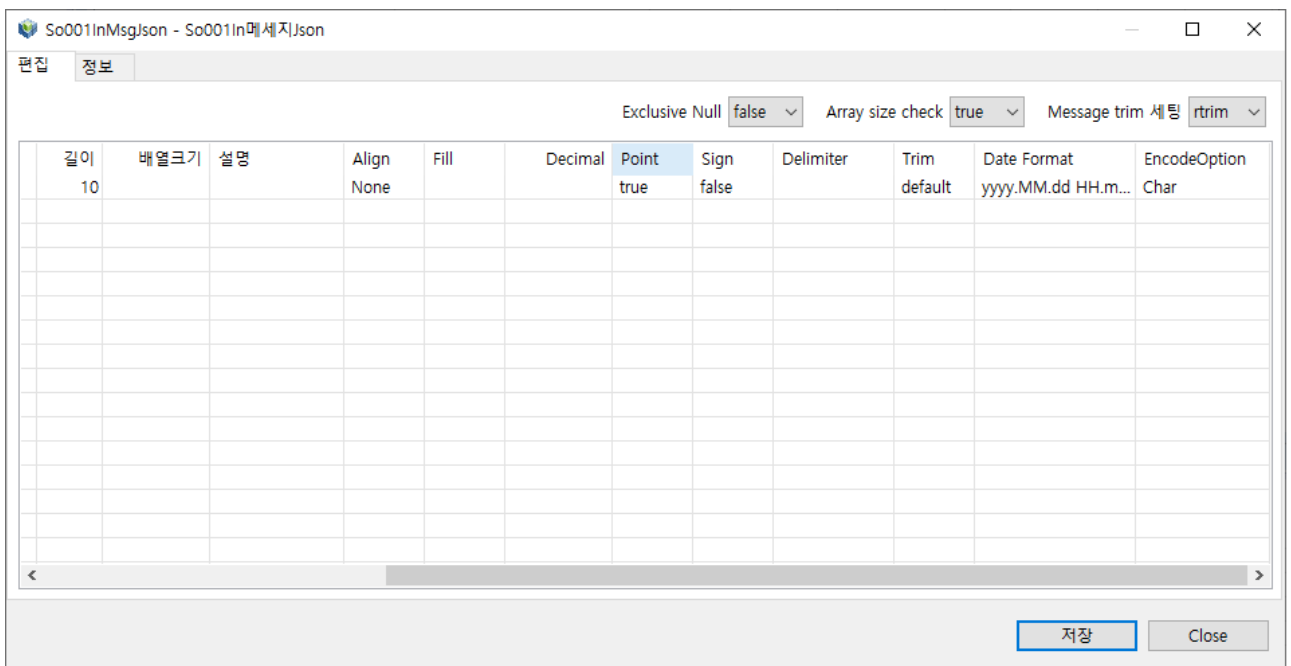 So001InMsgJson - So001In메세지Json
편집 정보
Exclusive Null false Array size check true Message trim 세팅 rtrim
길이 배열크기 설명 Align Fill Decimal Point Sign Delimiter Trim Date Format EncodeOption
10 None true false default yyyy.MM.dd HH.m... Char
저장 Close